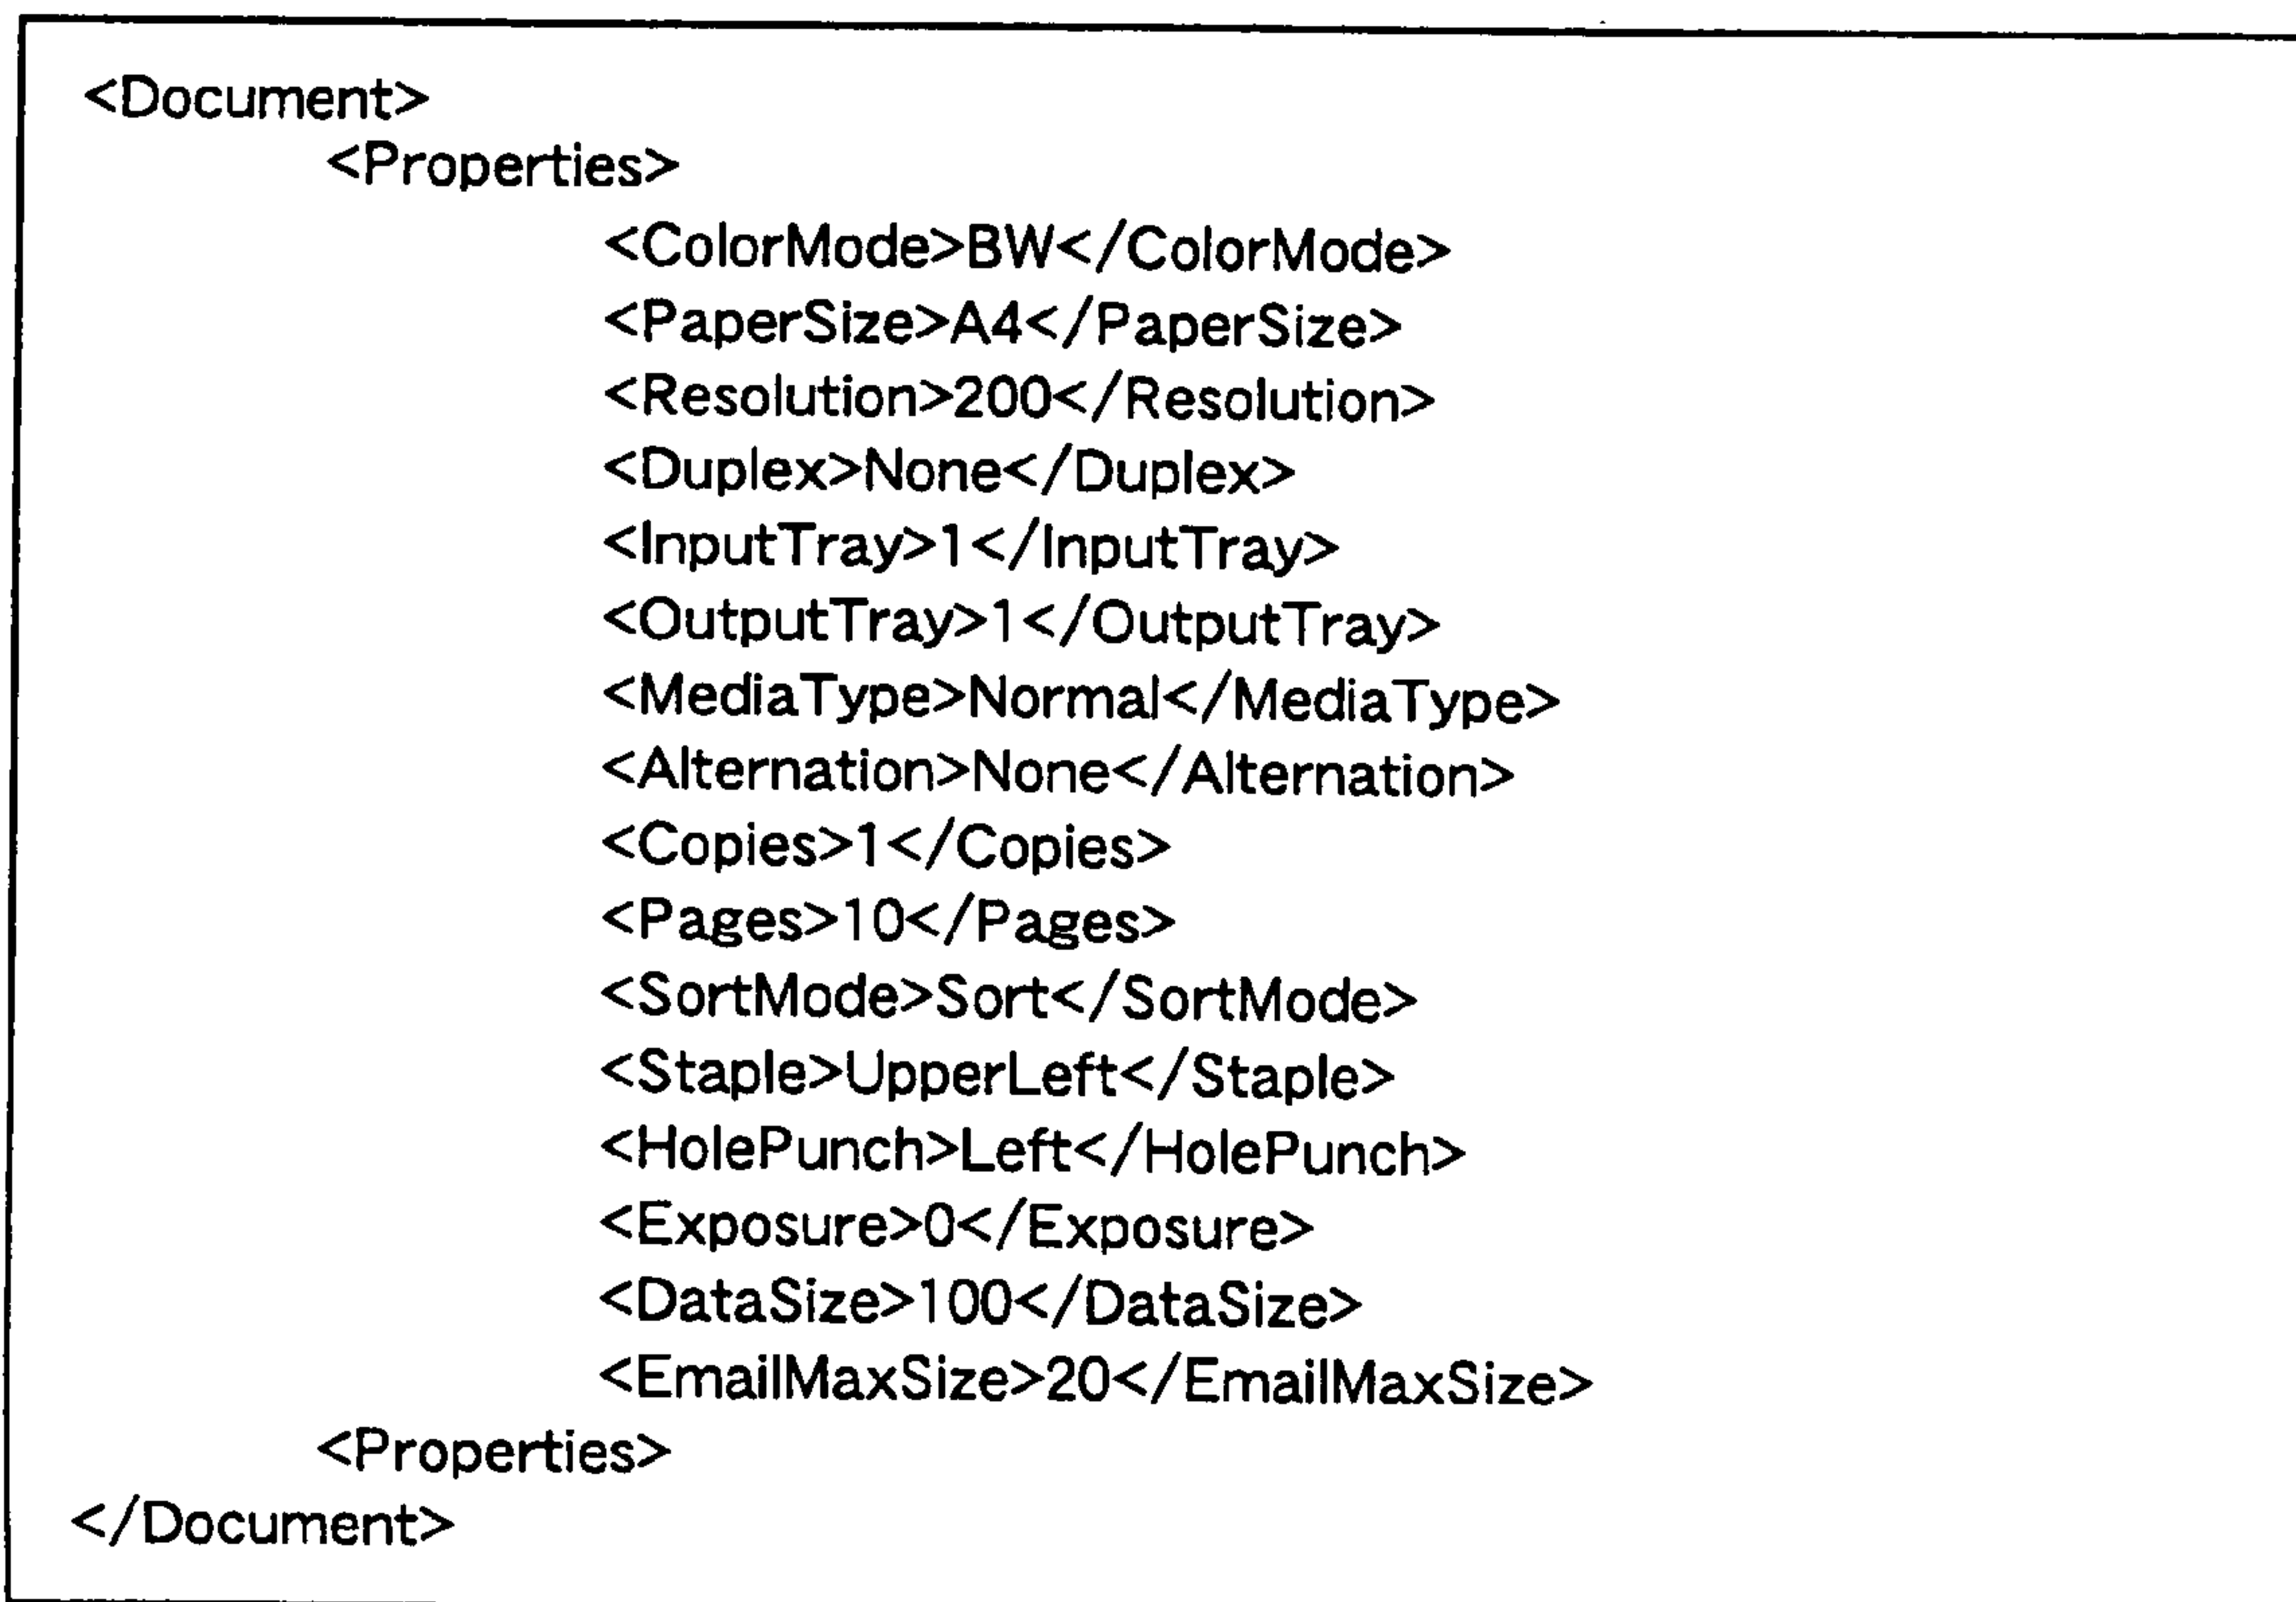 <Document>
<Properties>
<ColorMode>BW</ColorMode>
<PaperSize>A4</PaperSize>
<Resolution>200</Resolution>
<Duplex>None</Duplex>
<InputTray>1</InputTray>
<OutputTray>1</OutputTray>
<MediaType>Normal</MediaType>
<Alternation>None</Alternation>
<Copies>1</Copies>
<Pages>10</Pages>
<SortMode>Sort</SortMode>
<Staple>UpperLeft</Staple>
<HolePunch>Left</HolePunch>
<Exposure>0</Exposure>
<DataSize>100</DataSize>
<EmailMaxSize>20</EmailMaxSize>
<Properties>
</Document>